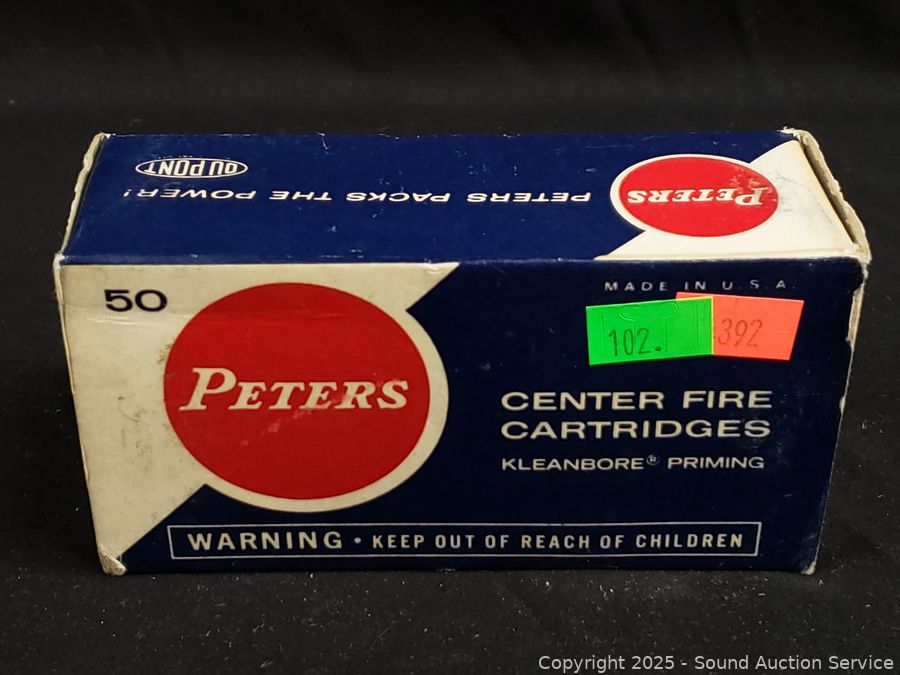 DU PONT
PETERS PACKS THE POWER!
PETERS
50
PETERS
MADE IN U.S.A.
102.
392
CENTER FIRE
CARTRIDGES
KLEANBORE® PRIMING
WARNING • KEEP OUT OF REACH OF CHILDREN
Copyright © 2025 - Sound Auction Service